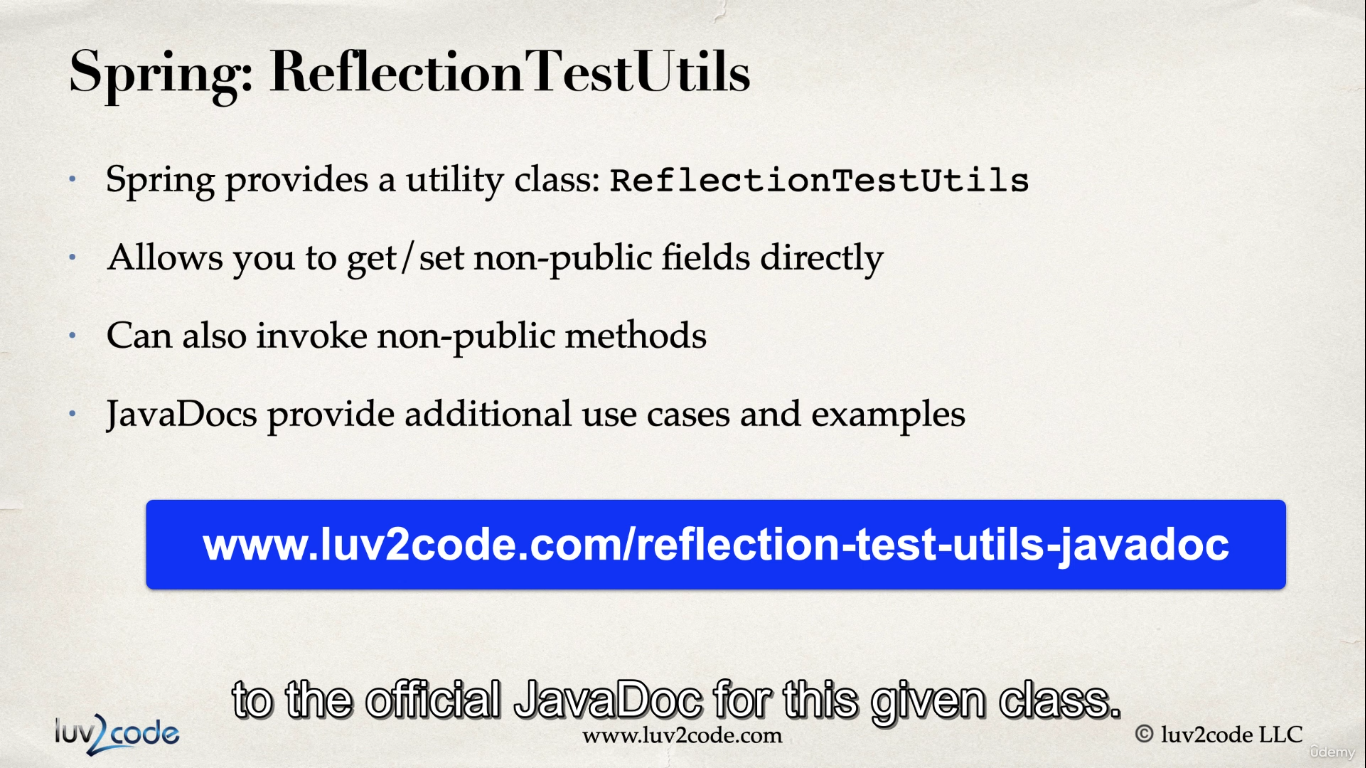 Spring: ReflectionTestUtils
• Spring provides a utility class: ReflectionTestUtils
• Allows you to get/set non-public fields directly
• Can also invoke non-public methods
• JavaDocs provide additional use cases and examples
www.luv2code.com/reflection-test-utils-javadoc
to the official JavaDoc for this given class.
luv2code
www.luv2code.com
© luv2code LLC
ûdemy